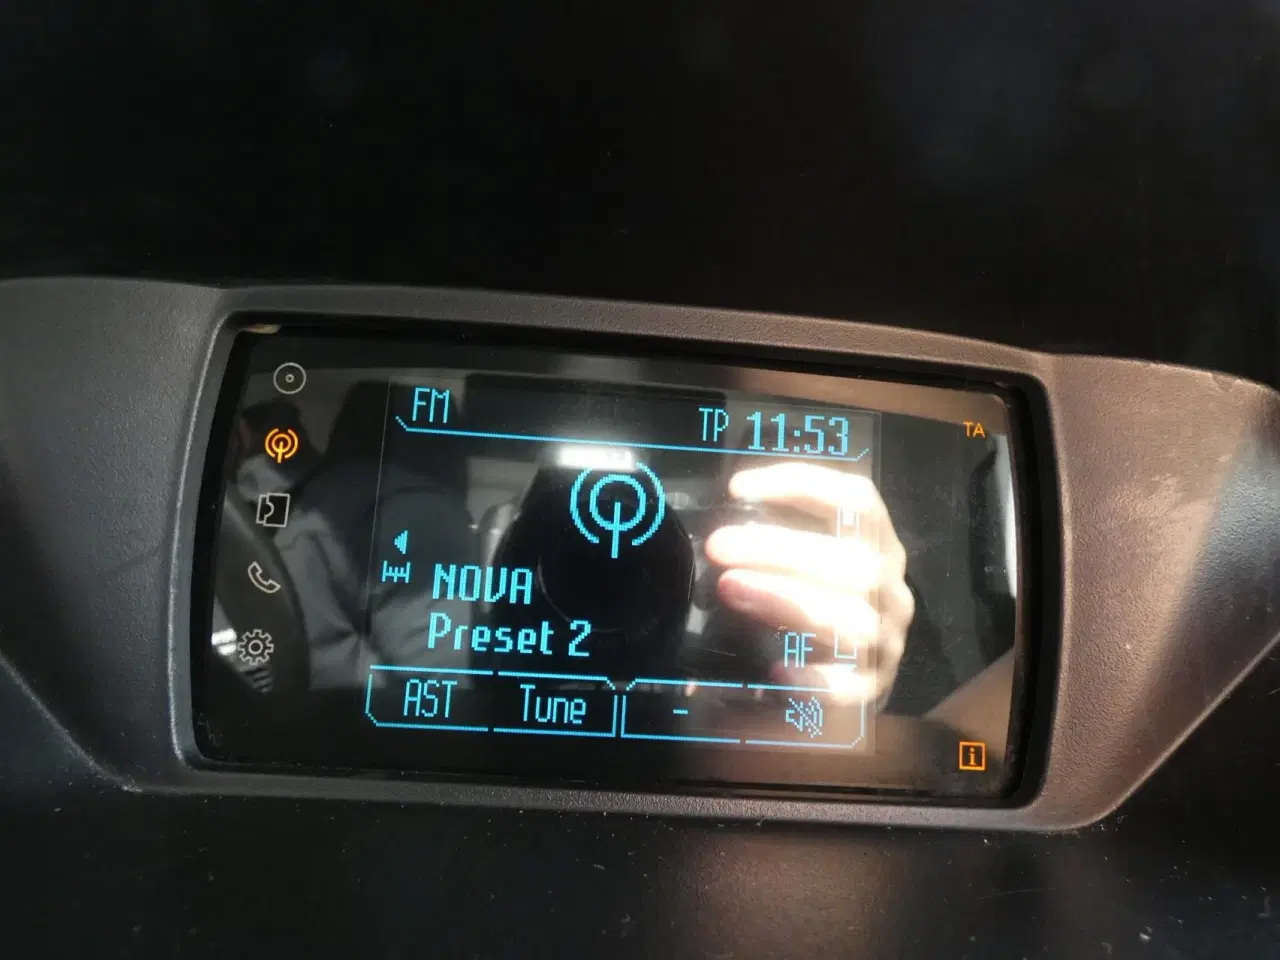 FM
TP 11:53
TA
NOVA
Preset 2
AF
AST Tune -
i